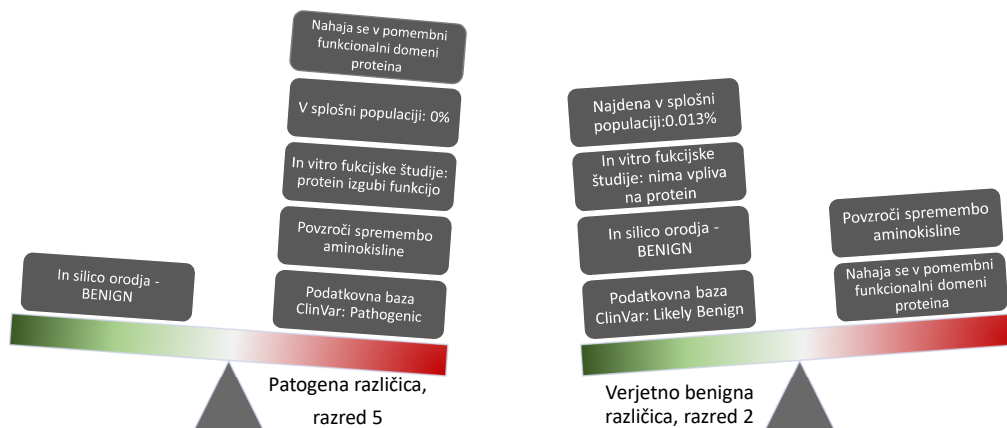 In silico orodja -
BENIGN
Nahaja se v pomembni
funkcionalni domeni
proteina
V splošni populaciji: 0%
In vitro fukcijske študije:
protein izgubi funkcijo
Povzroči spremembo
aminokisline
Podatkovna baza
ClinVar: Pathogenic
Patogena različica,
razred 5
Najdena v splošni
populaciji:0.013%
In vitro fukcijske
študije: nima vpliva
na protein
In silico orodja -
BENIGN
Podatkovna baza
ClinVar: Likely Benign
Povzroči spremembo
aminokisline
Nahaja se v pomembni
funkcionalni domeni
proteina
Verjetno benigna
različica, razred 2